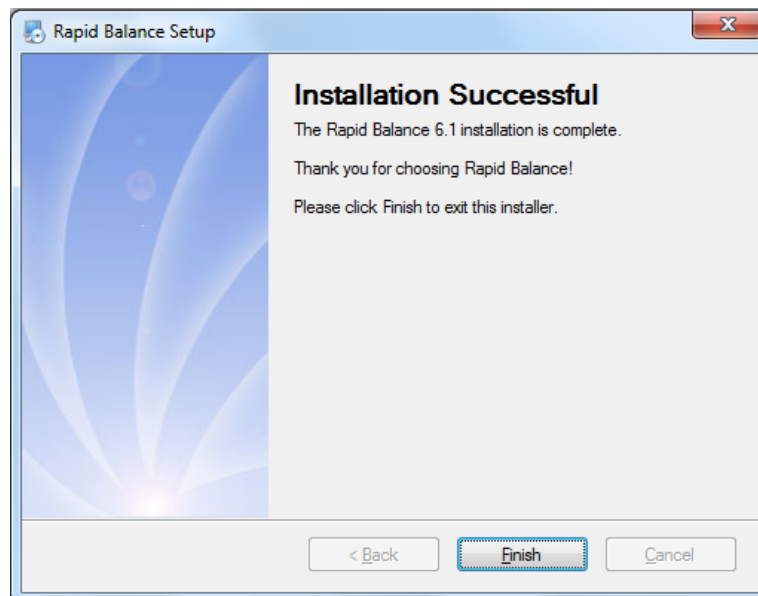 Rapid Balance Setup
Installation Successful
The Rapid Balance 6.1 installation is complete.
Thank you for choosing Rapid Balance!
Please click Finish to exit this installer.
< Back
Finish
Cancel